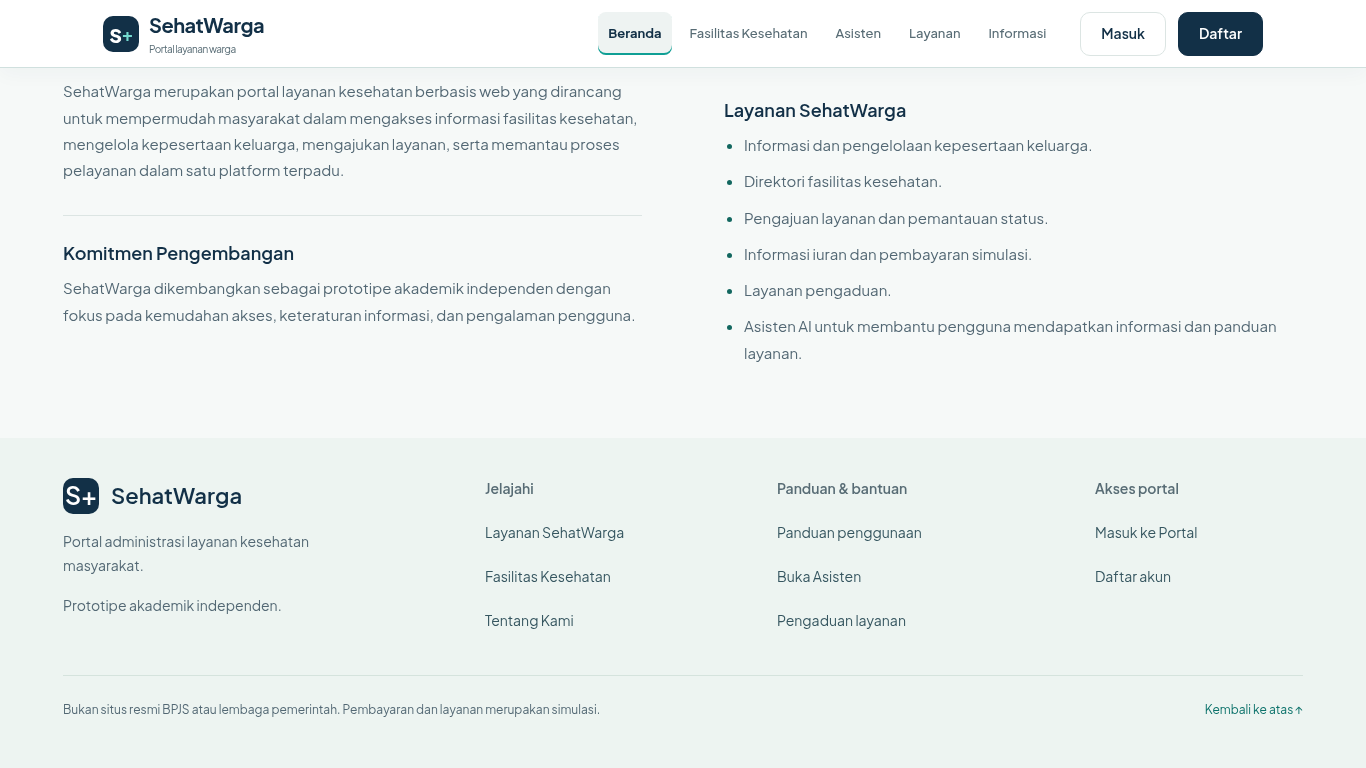 S+
SehatWarga
Portal layanan warga
Beranda
Fasilitas Kesehatan
Asisten
Layanan
Informasi
Masuk
Daftar
SehatWarga merupakan portal layanan kesehatan berbasis web yang dirancang
untuk mempermudah masyarakat dalam mengakses informasi fasilitas kesehatan,
mengelola kepesertaan keluarga, mengajukan layanan, serta memantau proses
pelayanan dalam satu platform terpadu.
Komitmen Pengembangan
SehatWarga dikembangkan sebagai prototipe akademik independen dengan
fokus pada kemudahan akses, keteraturan informasi, dan pengalaman pengguna.
Layanan SehatWarga
Informasi dan pengelolaan kepesertaan keluarga.
Direktori fasilitas kesehatan.
Pengajuan layanan dan pemantauan status.
Informasi iuran dan pembayaran simulasi.
Layanan pengaduan.
Asisten AI untuk membantu pengguna mendapatkan informasi dan panduan
layanan.
S+
SehatWarga
Portal administrasi layanan kesehatan
masyarakat.
Prototipe akademik independen.
Jelajahi
Layanan SehatWarga
Fasilitas Kesehatan
Tentang Kami
Panduan & bantuan
Panduan penggunaan
Buka Asisten
Pengaduan layanan
Akses portal
Masuk ke Portal
Daftar akun
Bukan situs resmi BPJS atau lembaga pemerintah. Pembayaran dan layanan merupakan simulasi.
Kembali ke atas ↑